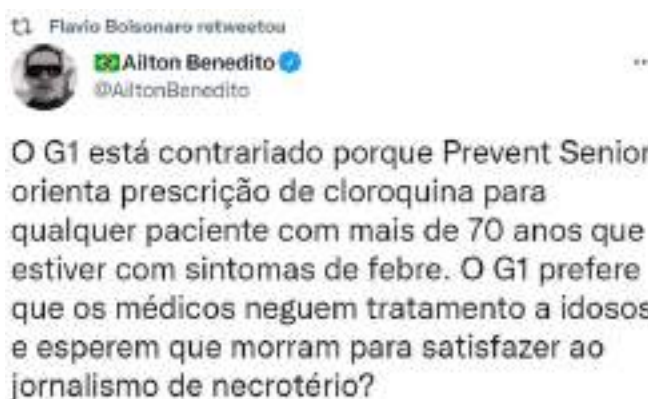 Flavio Bolsonaro retweetou
Ailton Benedito
@AiltonBenedito
O G1 está contrariado porque Prevent Senior
orienta prescrição de cloroquina para
qualquer paciente com mais de 70 anos que
estiver com sintomas de febre. O G1 prefere
que os médicos neguem tratamento a idosos
e esperem que morram para satisfazer ao
jornalismo de necrotério?